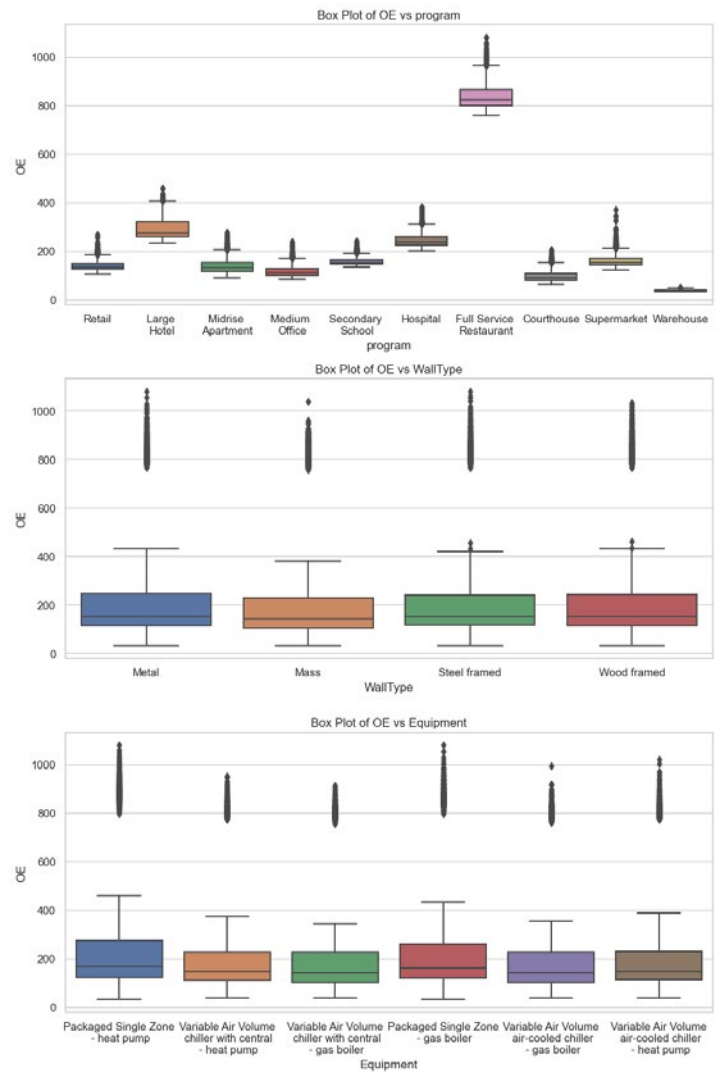 Box Plot of OE vs program
1000
800
600
400
200
0
OE
Retail
Large
Hotel
Midrise
Apartment
Medium
Office
Secondary
School
Hospital
Full Service
Restaurant
Courthouse
Supermarket
Warehouse
program
Box Plot of OE vs WallType
1000
800
600
400
200
0
OE
Metal
Mass
Steel framed
Wood framed
WallType
Box Plot of OE vs Equipment
1000
800
600
400
200
0
OE
Packaged Single Zone
- heat pump
Variable Air Volume
chiller with central
- heat pump
Variable Air Volume
chiller with central
- gas boiler
Packaged Single Zone
- gas boiler
Variable Air Volume
air-cooled chiller
- gas boiler
Variable Air Volume
air-cooled chiller
- heat pump
Equipment